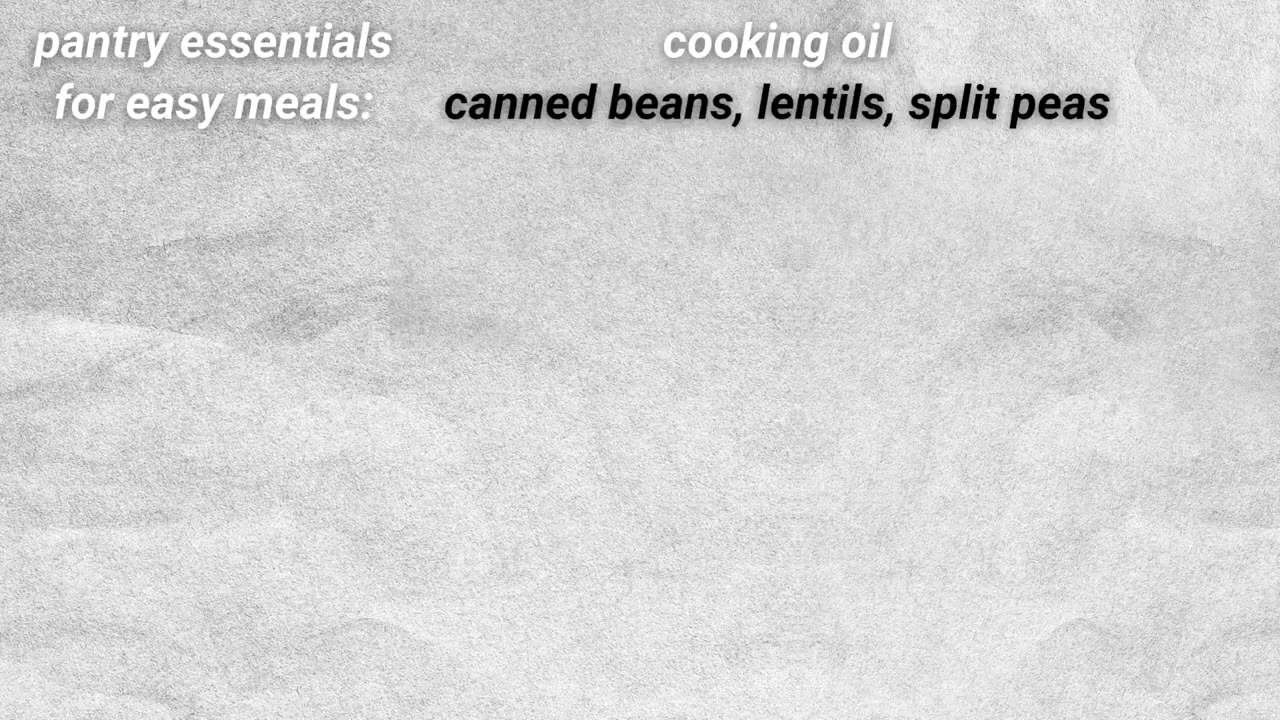 pantry essentials
for easy meals:
cooking oil
canned beans, lentils, split peas